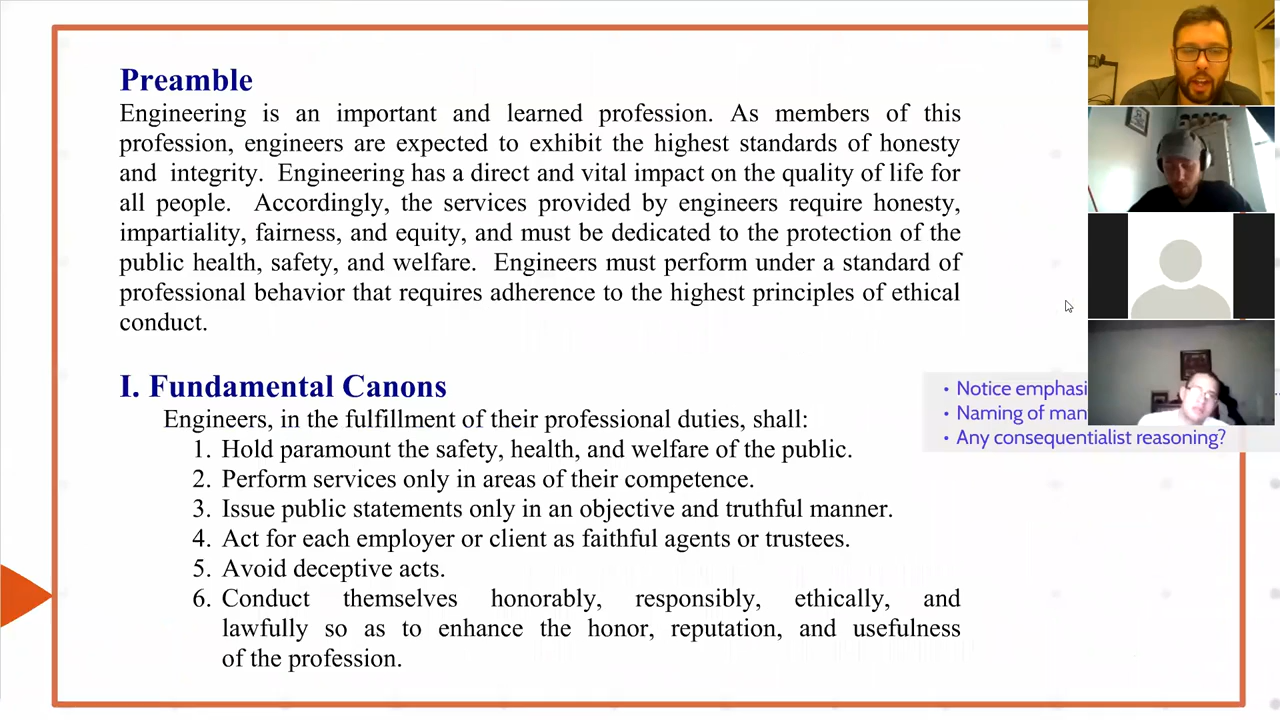 Preamble
Engineering is an important and learned profession. As members of this
profession, engineers are expected to exhibit the highest standards of honesty
and integrity. Engineering has a direct and vital impact on the quality of life for
all people. Accordingly, the services provided by engineers require honesty,
impartiality, fairness, and equity, and must be dedicated to the protection of the
public health, safety, and welfare. Engineers must perform under a standard of
professional behavior that requires adherence to the highest principles of ethical
conduct.
I. Fundamental Canons
Engineers, in the fulfillment of their professional duties, shall:
1. Hold paramount the safety, health, and welfare of the public.
2. Perform services only in areas of their competence.
3. Issue public statements only in an objective and truthful manner.
4. Act for each employer or client as faithful agents or trustees.
5. Avoid deceptive acts.
6. Conduct themselves honorably, responsibly, ethically, and
lawfully so as to enhance the honor, reputation, and usefulness
of the profession.
• Notice
• Naming of
• Any consequentialist reasoning?